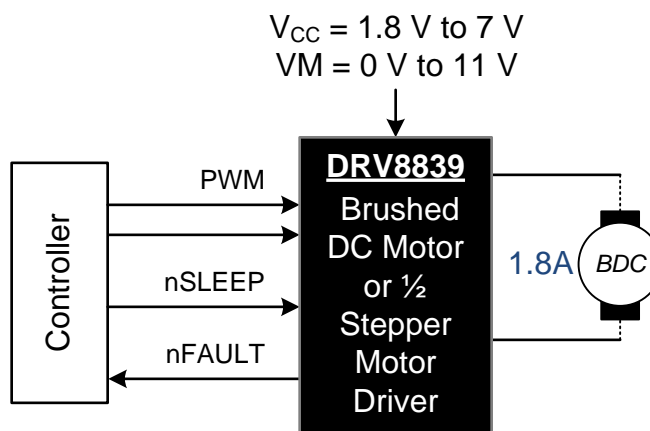 V_CC = 1.8 V to 7 V
VM = 0 V to 11 V
Controller
PWM
nSLEEP
nFAULT
DRV8839
Brushed
DC Motor
or ½
Stepper
Motor
Driver
1.8A
BDC